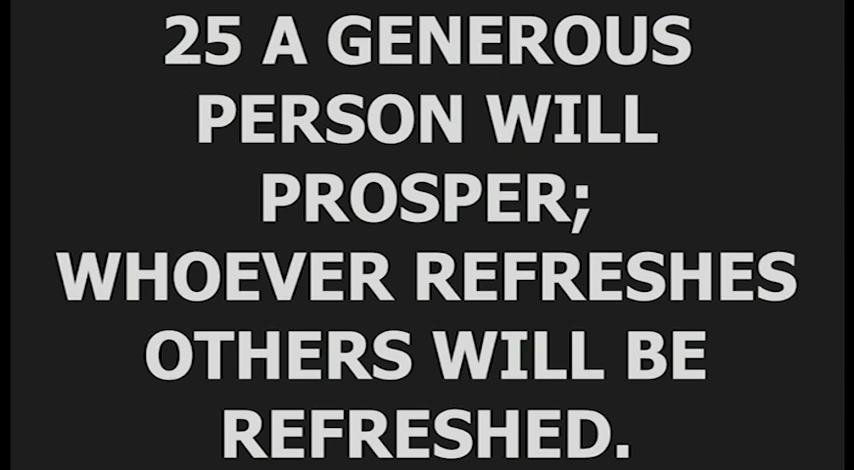 25 A GENEROUS
PERSON WILL
PROSPER;
WHOEVER REFRESHES
OTHERS WILL BE
REFRESHED.